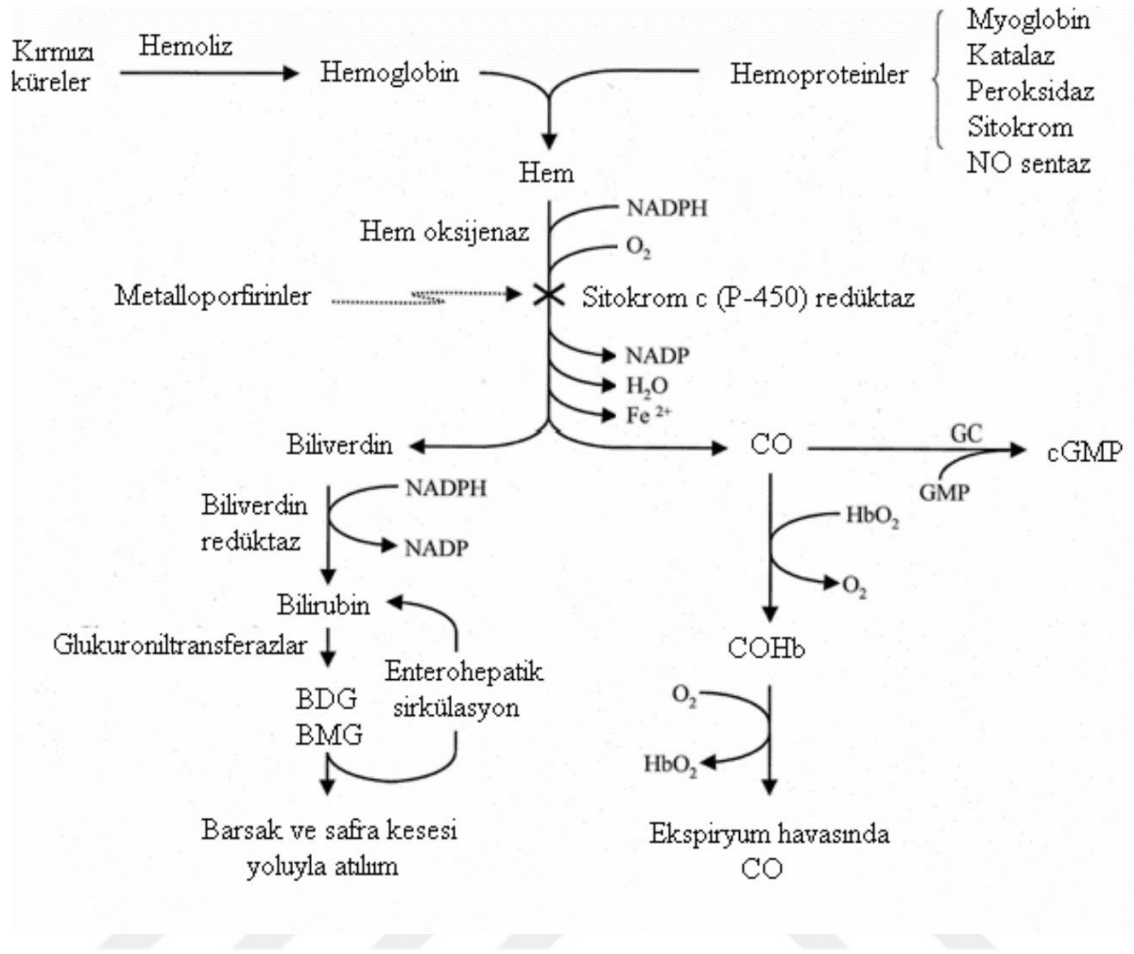 Kırmızı
küreler
Hemoliz
Hemoglobin
Hemoproteinler
Myoglobin
Katalaz
Peroksidaz
Sitokrom
NO sentaz
Hem
Hem oksijenaz
NADPH
O₂
Metalloporfirinler
Sitokrom c (P-450) redüktaz
NADP
H₂O
Fe ²⁺
Biliverdin
CO
GC
GMP
cGMP
Biliverdin
redüktaz
NADPH
NADP
HbO₂
O₂
Bilirubin
Glukuroniltransferazlar
BDG
BMG
Enterohepatik
sirkülasyon
COHb
O₂
HbO₂
Barsak ve safra kesesi
yoluyla atılım
Ekspiryum havasında
CO